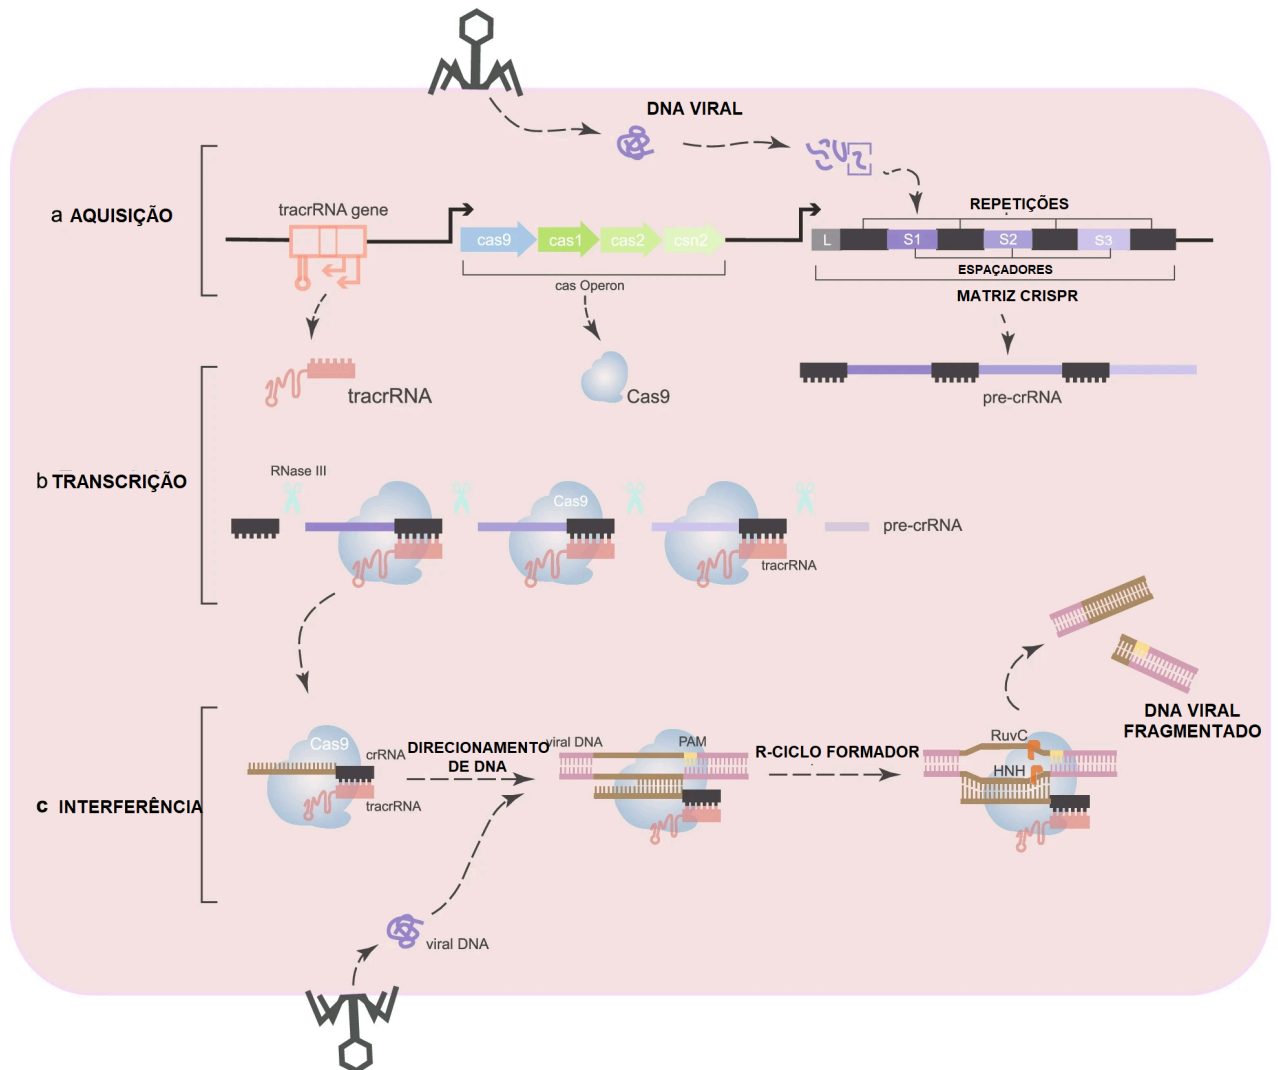 DNA VIRAL
a AQUISIÇÃO
tracrRNA gene
cas9
cas1
cas2
csn2
cas Operon
REPETIÇÕES
L
S1
S2
S3
ESPAÇADORES
MATRIZ CRISPR
tracrRNA
Cas9
pre-crRNA
b TRANSCRIÇÃO
RNase III
Cas9
pre-crRNA
tracrRNA
c INTERFERÊNCIA
Cas9
crRNA
tracrRNA
DIRECIONAMENTO
DE DNA
viral DNA
PAM
R-CICLO FORMADOR
RuvC
HNH
DNA VIRAL
FRAGMENTADO
viral DNA